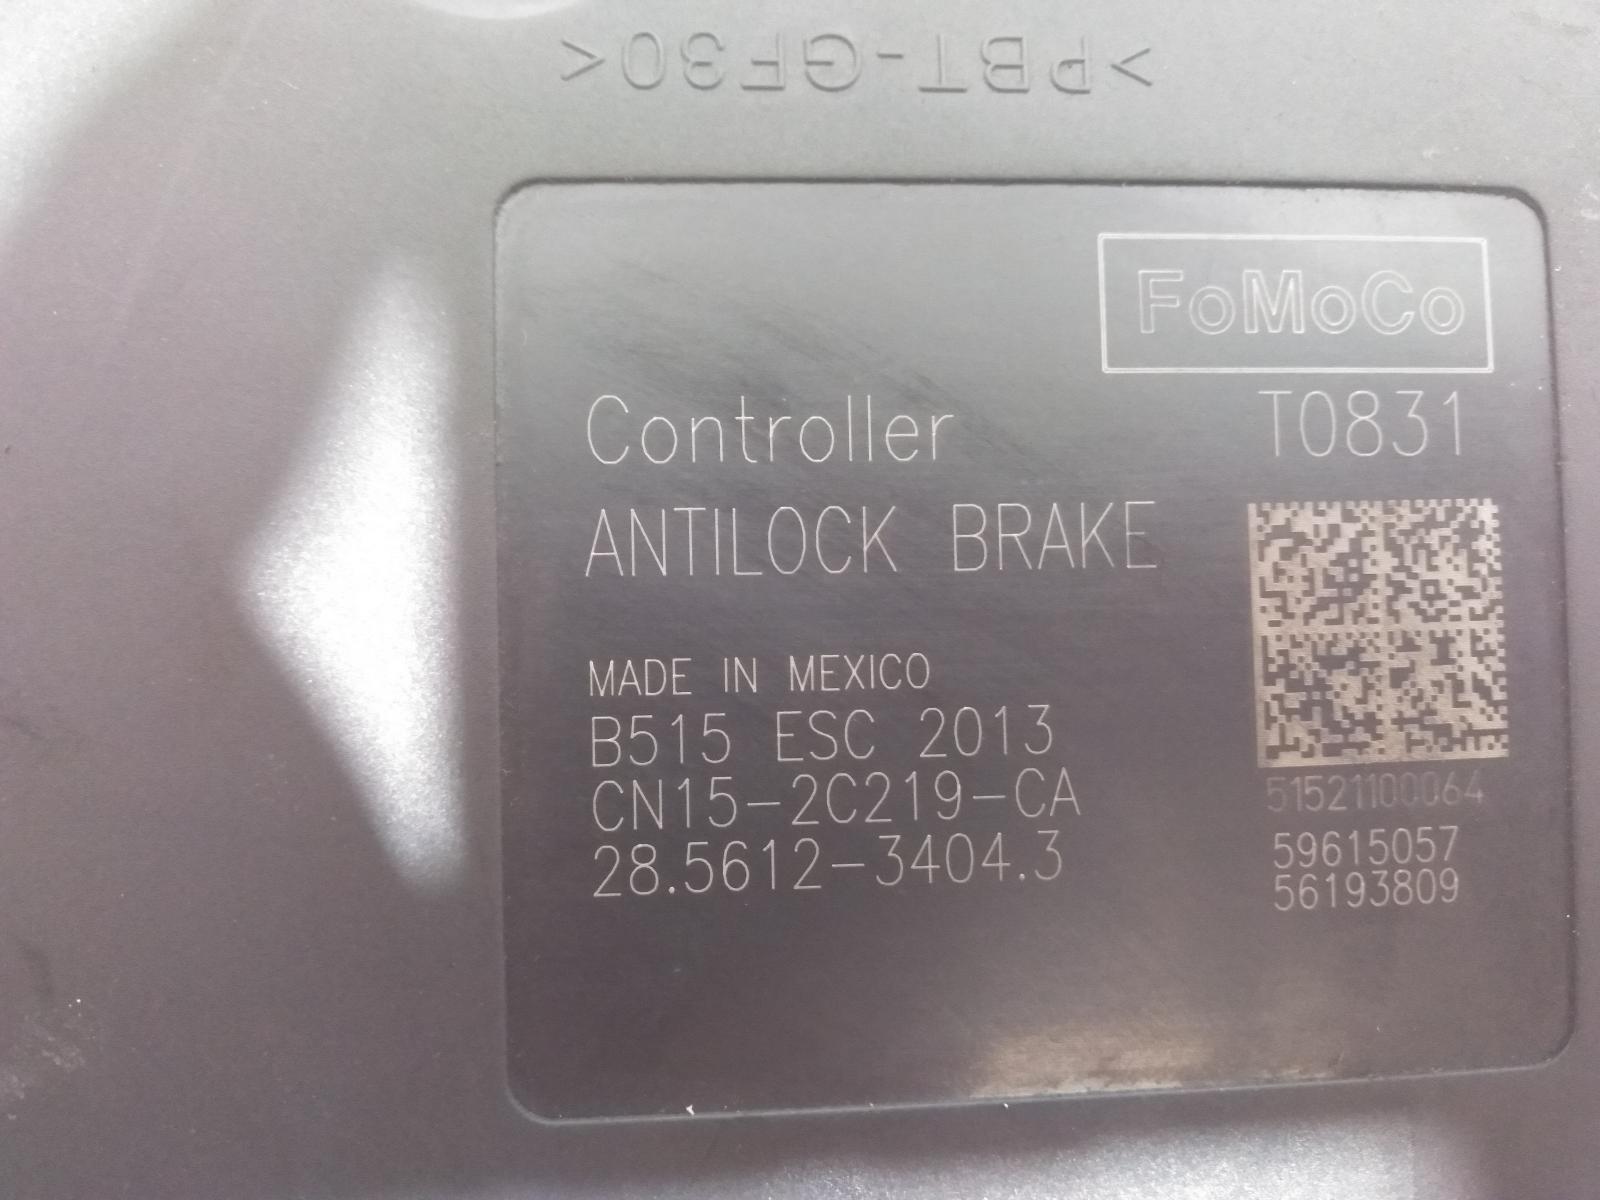 >PBT-GF30<
FoMoCo
Controller T0831
ANTILOCK BRAKE
MADE IN MEXICO
B515 ESC 2013
CN15-2C219-CA
28.5612-3404.3
51521100064
59615057
56193809